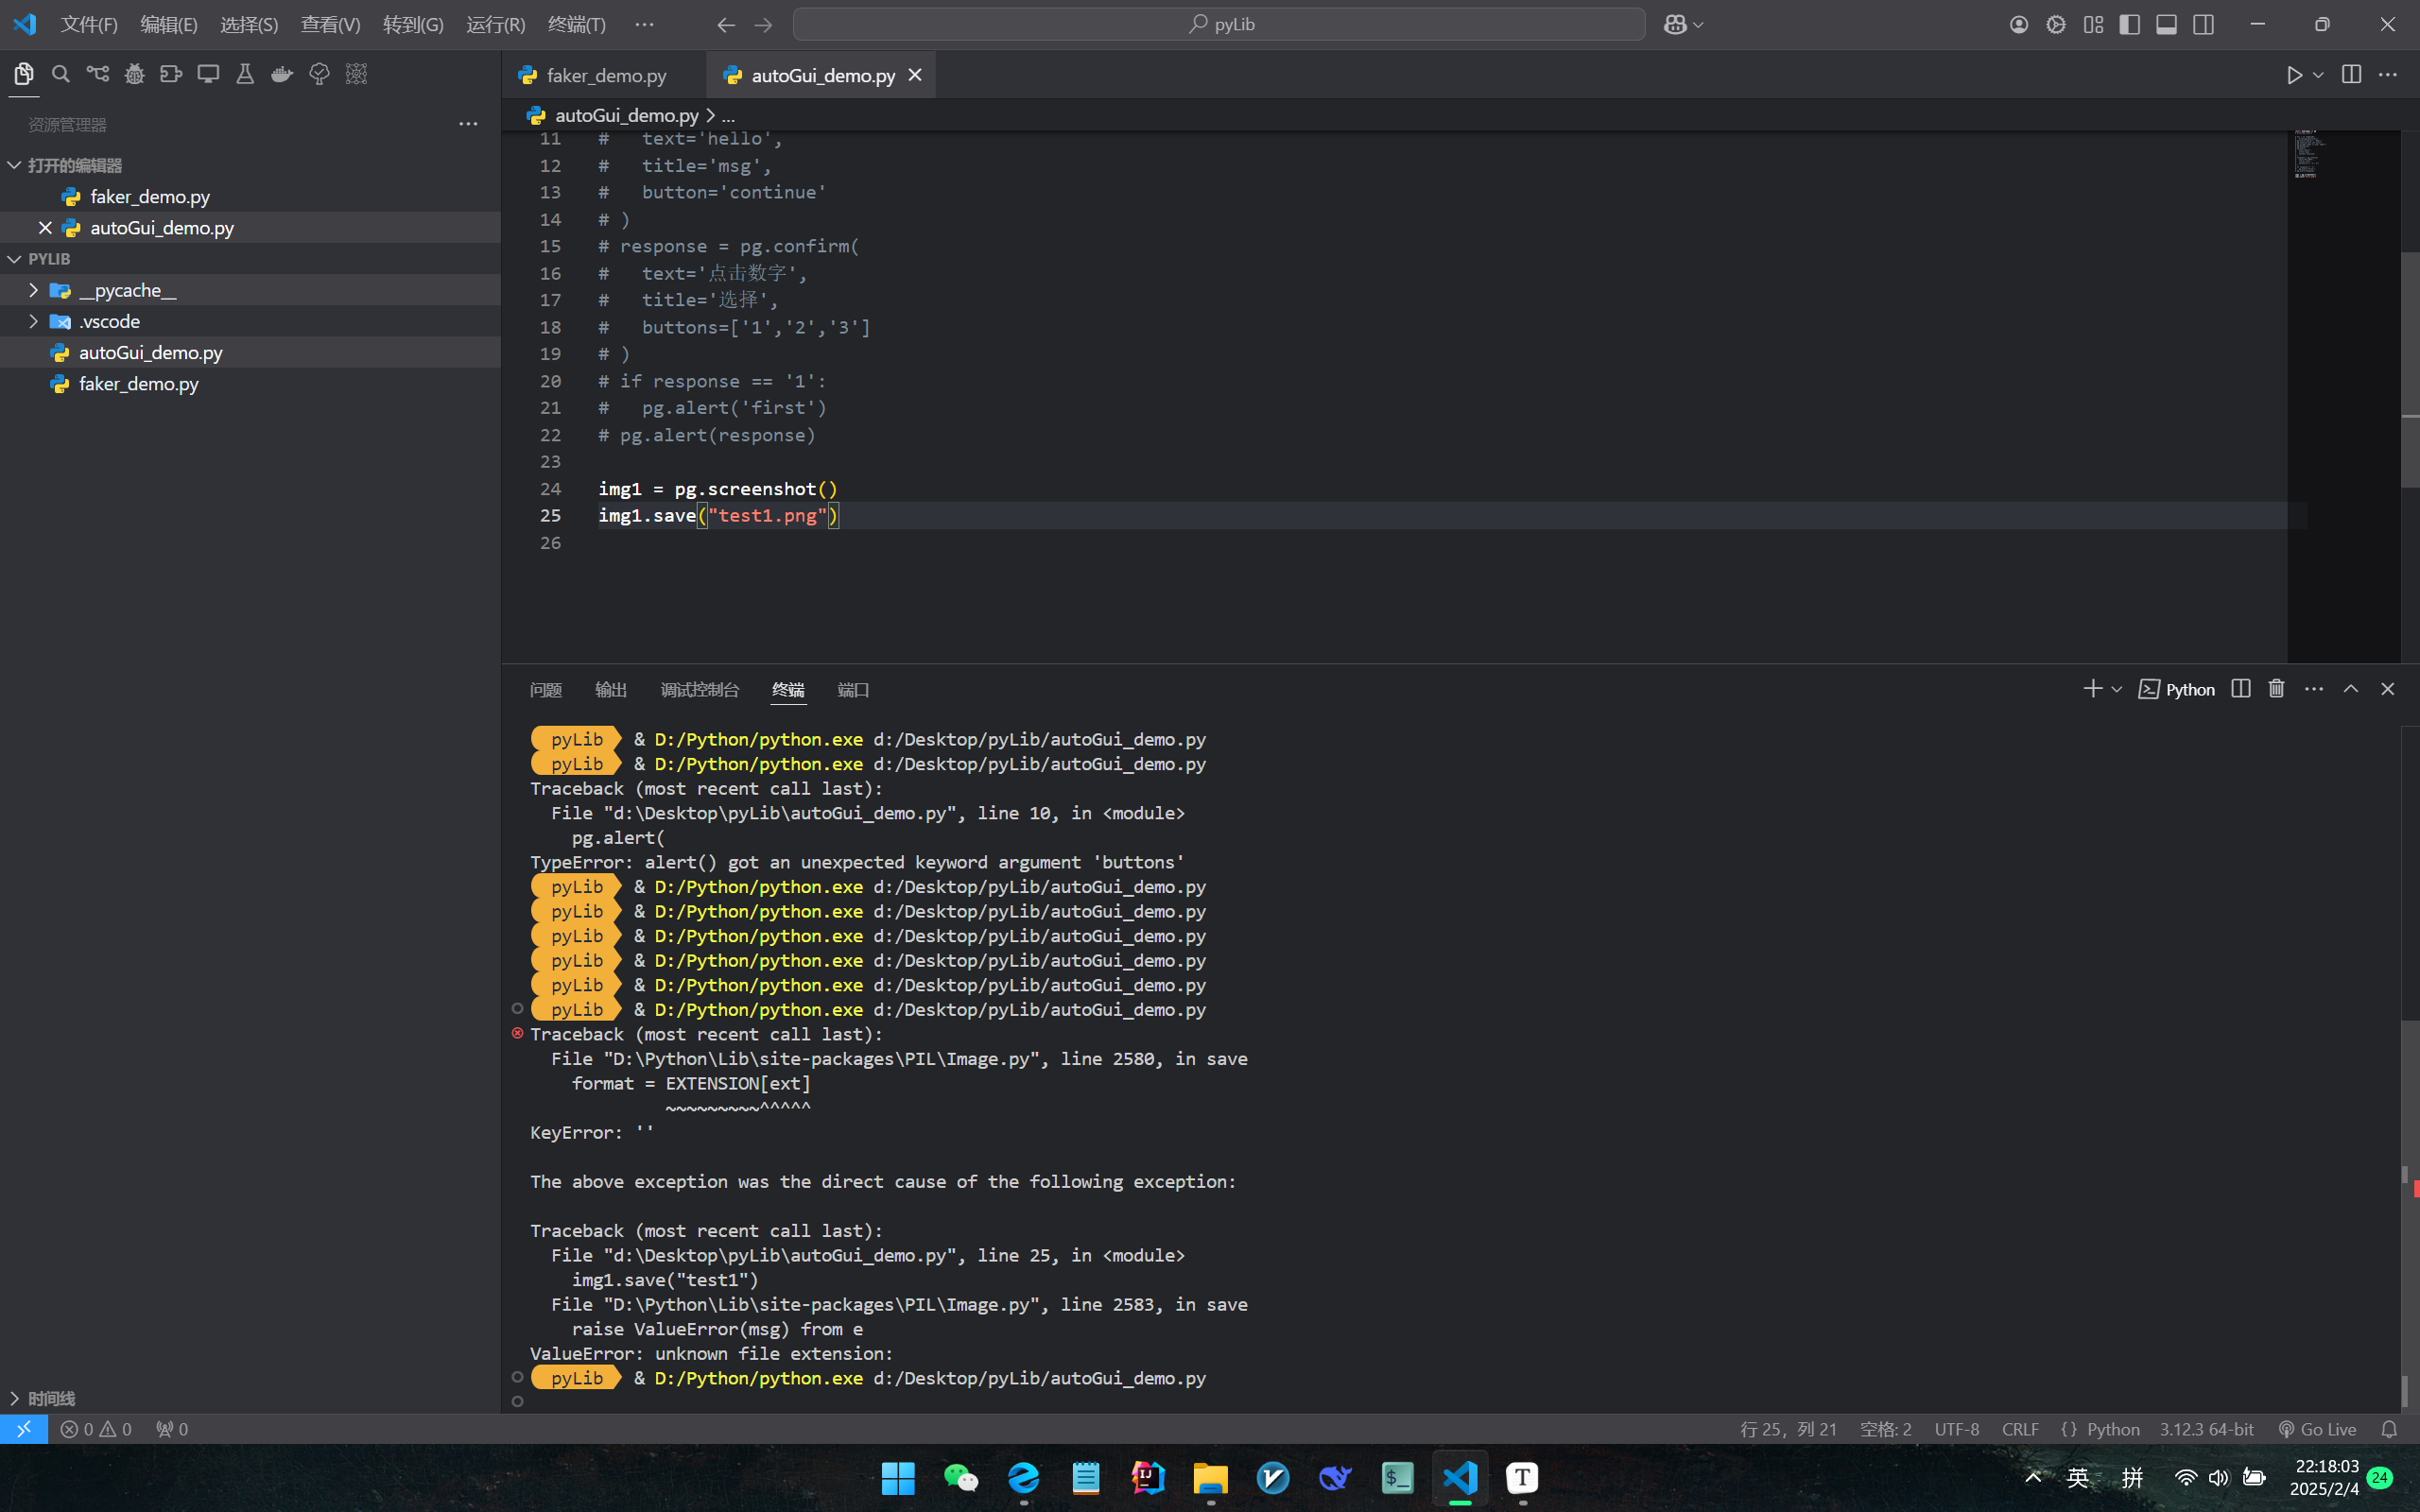 文件(F) 编辑(E) 选择(S) 查看(V) 转到(G) 运行(R) 终端(T) ··· pyLib
资源管理器
打开的编辑器
faker_demo.py
autoGui_demo.py
PYLIB
__pycache__
.vscode
autoGui_demo.py
faker_demo.py
时间线
faker_demo.py autoGui_demo.py
autoGui_demo.py > ...
11 #   text='hello',
12 #   title='msg',
13 #   button='continue'
14 # )
15 # response = pg.confirm(
16 #   text='点击数字',
17 #   title='选择',
18 #   buttons=['1','2','3']
19 # )
20 # if response == '1':
21 #   pg.alert('first')
22 # pg.alert(response)
23
24 img1 = pg.screenshot()
25 img1.save("test1.png")
26
问题 输出 调试控制台 终端 端口 Python
pyLib & D:/Python/python.exe d:/Desktop/pyLib/autoGui_demo.py
pyLib & D:/Python/python.exe d:/Desktop/pyLib/autoGui_demo.py
Traceback (most recent call last):
  File "d:\Desktop\pyLib\autoGui_demo.py", line 10, in <module>
    pg.alert(
TypeError: alert() got an unexpected keyword argument 'buttons'
pyLib & D:/Python/python.exe d:/Desktop/pyLib/autoGui_demo.py
pyLib & D:/Python/python.exe d:/Desktop/pyLib/autoGui_demo.py
pyLib & D:/Python/python.exe d:/Desktop/pyLib/autoGui_demo.py
pyLib & D:/Python/python.exe d:/Desktop/pyLib/autoGui_demo.py
pyLib & D:/Python/python.exe d:/Desktop/pyLib/autoGui_demo.py
pyLib & D:/Python/python.exe d:/Desktop/pyLib/autoGui_demo.py
Traceback (most recent call last):
  File "D:\Python\Lib\site-packages\PIL\Image.py", line 2580, in save
    format = EXTENSION[ext]
             ~~~~~~~~~^^^^^
KeyError: ''
The above exception was the direct cause of the following exception:
Traceback (most recent call last):
  File "d:\Desktop\pyLib\autoGui_demo.py", line 25, in <module>
    img1.save("test1")
  File "D:\Python\Lib\site-packages\PIL\Image.py", line 2583, in save
    raise ValueError(msg) from e
ValueError: unknown file extension:
pyLib & D:/Python/python.exe d:/Desktop/pyLib/autoGui_demo.py
0 0 0 行 25，列 21 空格: 2 UTF-8 CRLF {} Python 3.12.3 64-bit Go Live
英 拼 22:18:03 24
2025/2/4